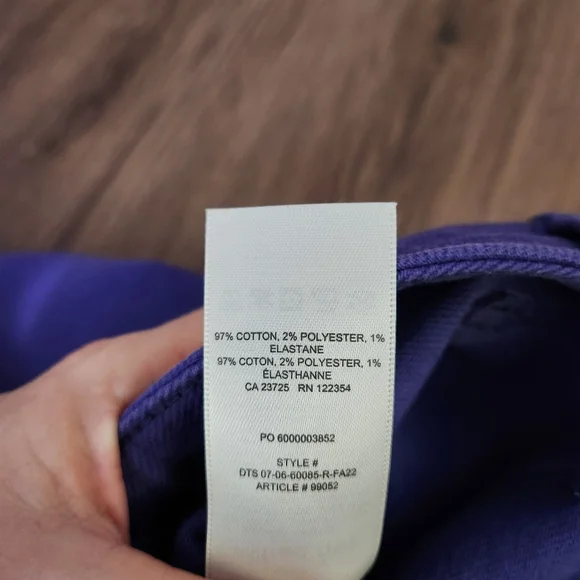 97% COTTON, 2% POLYESTER, 1%
ELASTANE
97% COTON, 2% POLYESTER, 1%
ÉLASTHANNE
CA 23725 RN 122354
PO 6000003852
STYLE #
DTS 07-06-60085-R-FA22
ARTICLE # 99052